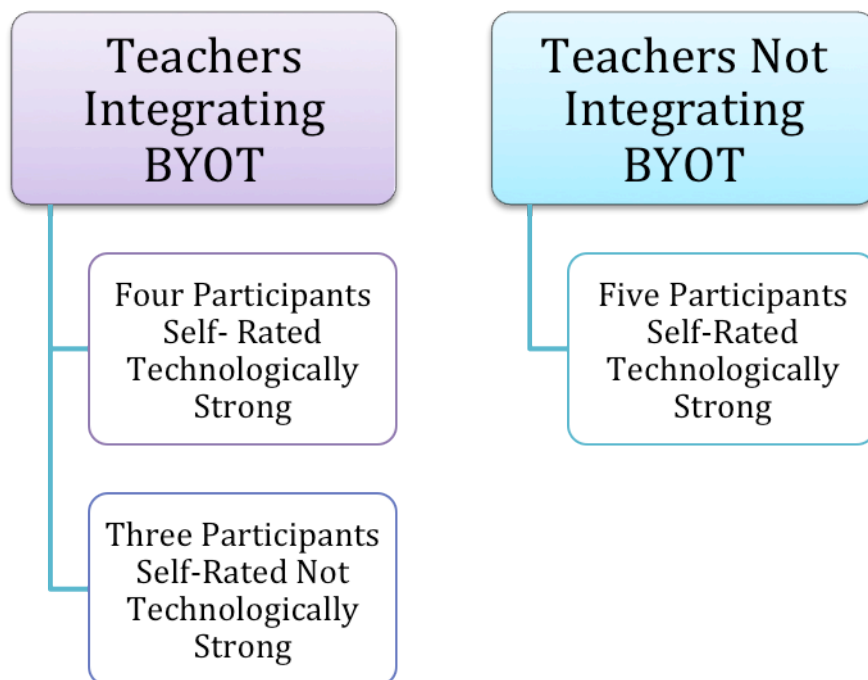 Teachers
Integrating
BYOT
Four Participants
Self- Rated
Technologically
Strong
Three Participants
Self-Rated Not
Technologically
Strong
Teachers Not
Integrating
BYOT
Five Participants
Self-Rated
Technologically
Strong